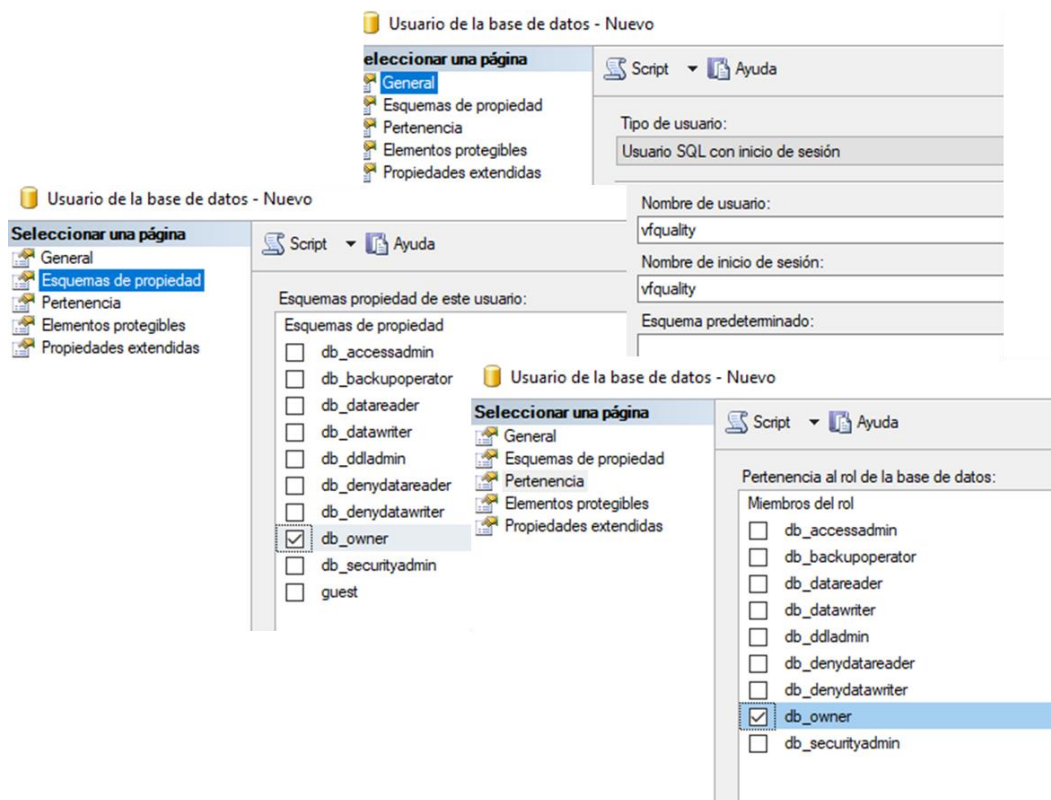 Usuario de la base de datos - Nuevo
eleccionar una página
General
Esquemas de propiedad
Pertenencia
Elementos protegibles
Propiedades extendidas
Script
Ayuda
Tipo de usuario:
Usuario SQL con inicio de sesión
Nombre de usuario:
vfquality
Nombre de inicio de sesión:
vfquality
Esquema predeterminado:
Usuario de la base de datos - Nuevo
Seleccionar una página
General
Esquemas de propiedad
Pertenencia
Elementos protegibles
Propiedades extendidas
Script
Ayuda
Esquemas propiedad de este usuario:
Esquemas de propiedad
db_accessadmin
db_backupoperator
db_datareader
db_datawriter
db_ddladmin
db_denydatareader
db_denydatawriter
db_owner
db_securityadmin
guest
Usuario de la base de datos - Nuevo
Seleccionar una página
General
Esquemas de propiedad
Pertenencia
Elementos protegibles
Propiedades extendidas
Script
Ayuda
Pertenencia al rol de la base de datos:
Miembros del rol
db_accessadmin
db_backupoperator
db_datareader
db_datawriter
db_ddladmin
db_denydatareader
db_denydatawriter
db_owner
db_securityadmin